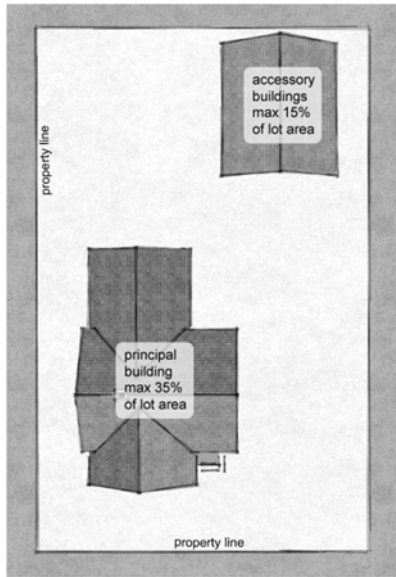 accessory
buildings
max 15%
of lot area
property line
principal
building
max 35%
of lot area
property line